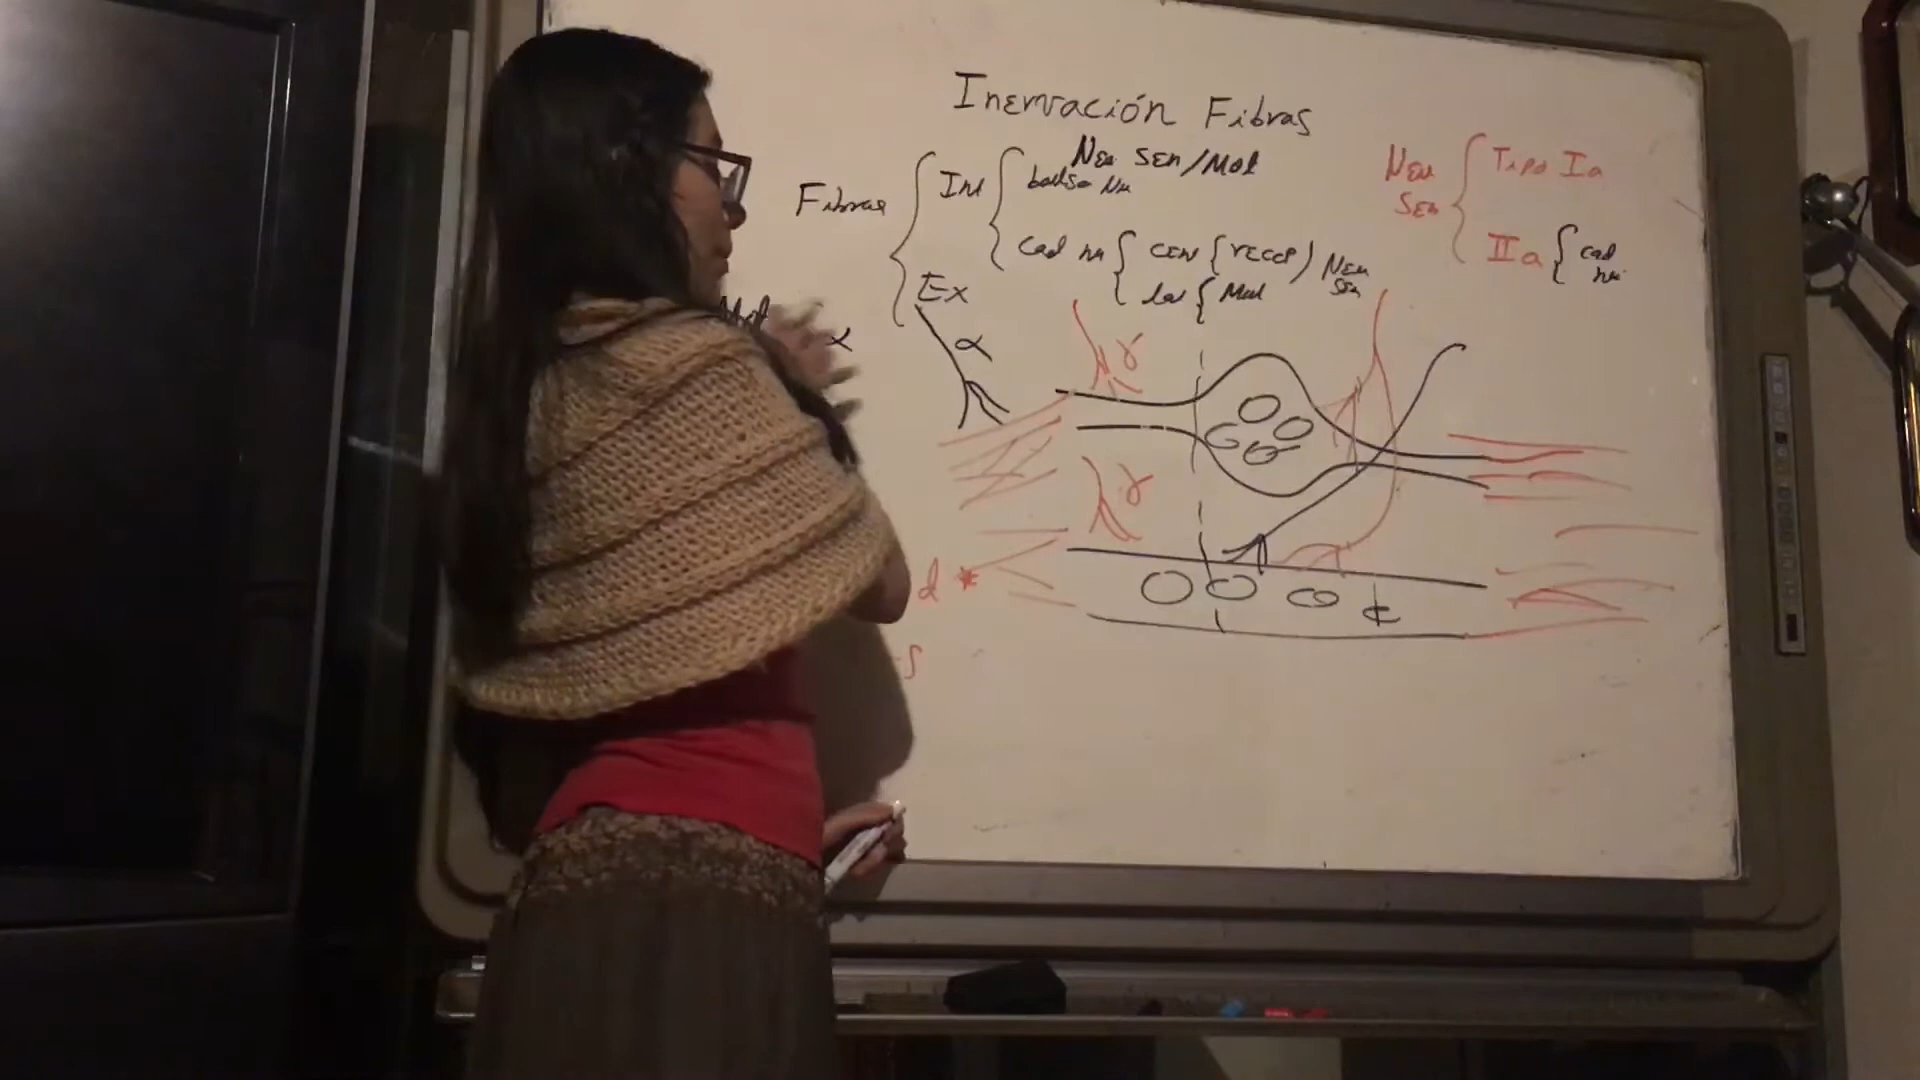 Inervación Fibras
Neu SEn/Mot
Fibras { Int { bolsa Nu
cad nu { CEN { rECEP) NEu SEn
lat { Mot
Ex
α
γ
γ
Mot
NEu SEn { Tipo Ia
IIa { cad nu
d *